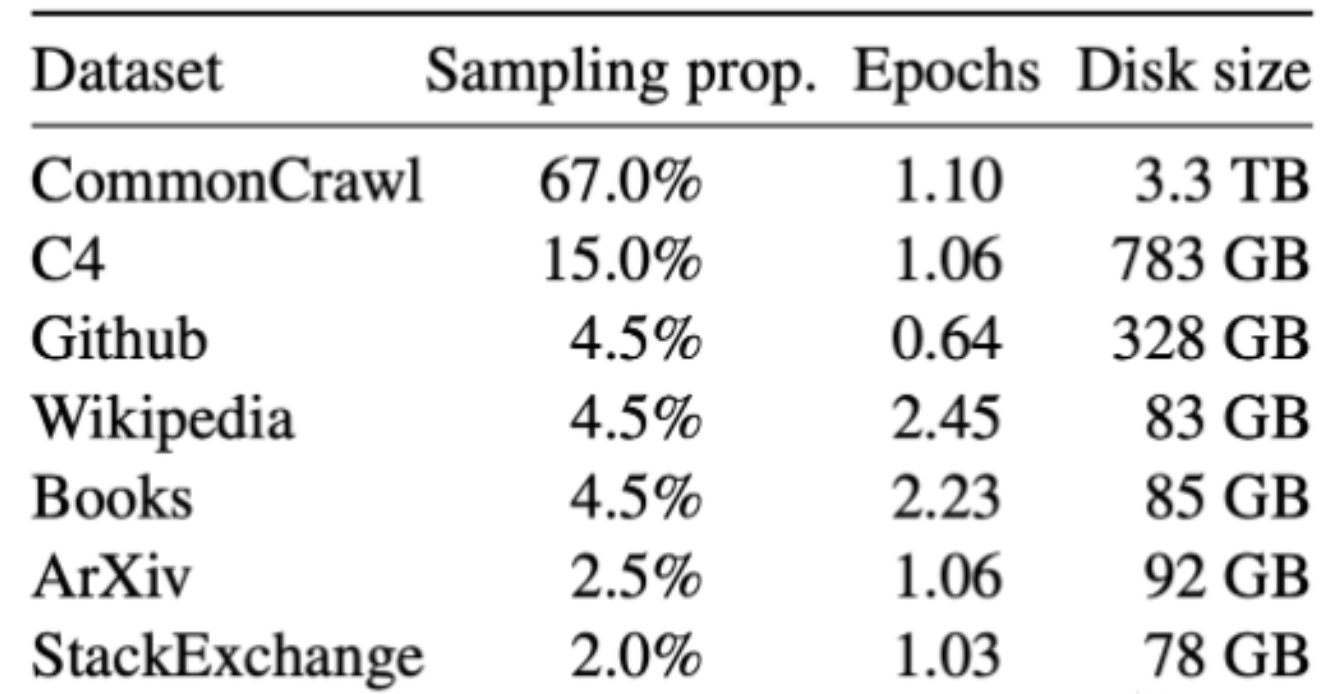 Dataset Sampling prop. Epochs Disk size
CommonCrawl 67.0% 1.10 3.3 TB
C4 15.0% 1.06 783 GB
Github 4.5% 0.64 328 GB
Wikipedia 4.5% 2.45 83 GB
Books 4.5% 2.23 85 GB
ArXiv 2.5% 1.06 92 GB
StackExchange 2.0% 1.03 78 GB